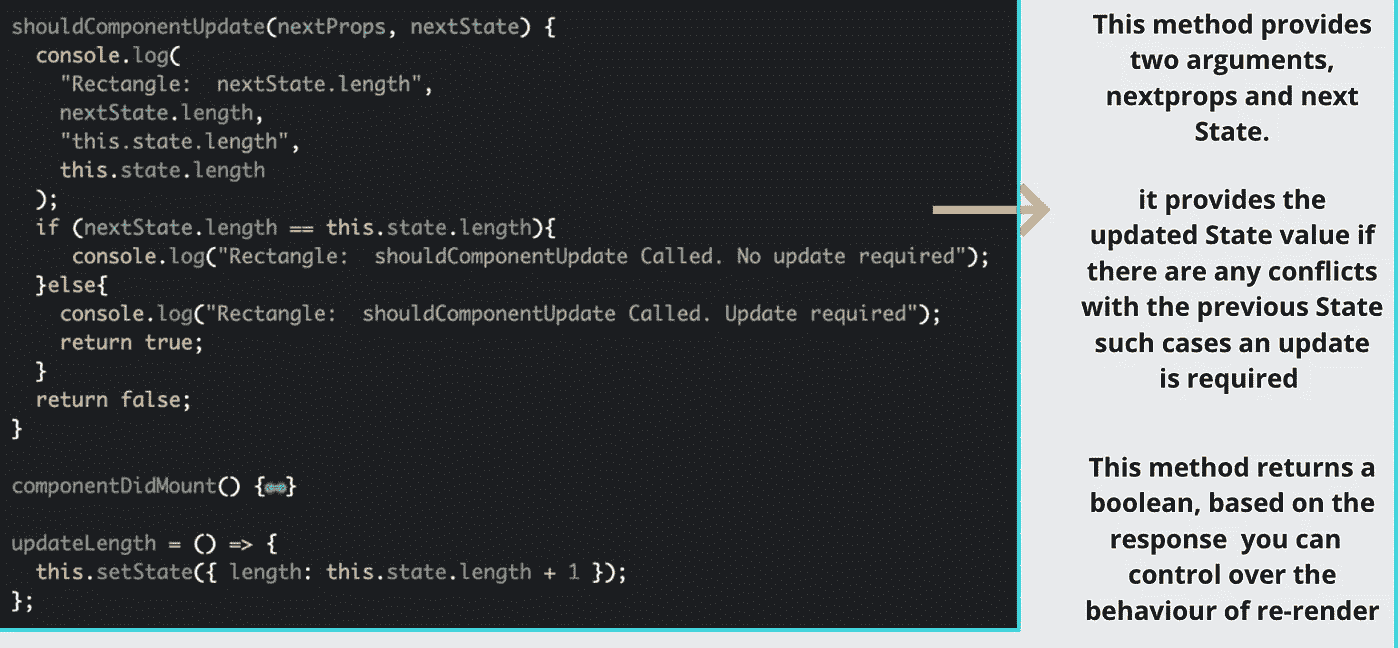 shouldComponentUpdate(nextProps, nextState) {
console.log(
"Rectangle:  nextState.length",
nextState.length,
"this.state.length",
this.state.length
);
if (nextState.length == this.state.length){
console.log("Rectangle:  shouldComponentUpdate Called. No update required");
}else{
console.log("Rectangle:  shouldComponentUpdate Called. Update required");
return true;
}
return false;
}
componentDidMount() {↔}
updateLength = () => {
this.setState({ length: this.state.length + 1 });
};
This method provides
two arguments,
nextprops and next
State.
it provides the
updated State value if
there are any conflicts
with the previous State
such cases an update
is required
This method returns a
boolean, based on the
response  you can
control over the
behaviour of re-render